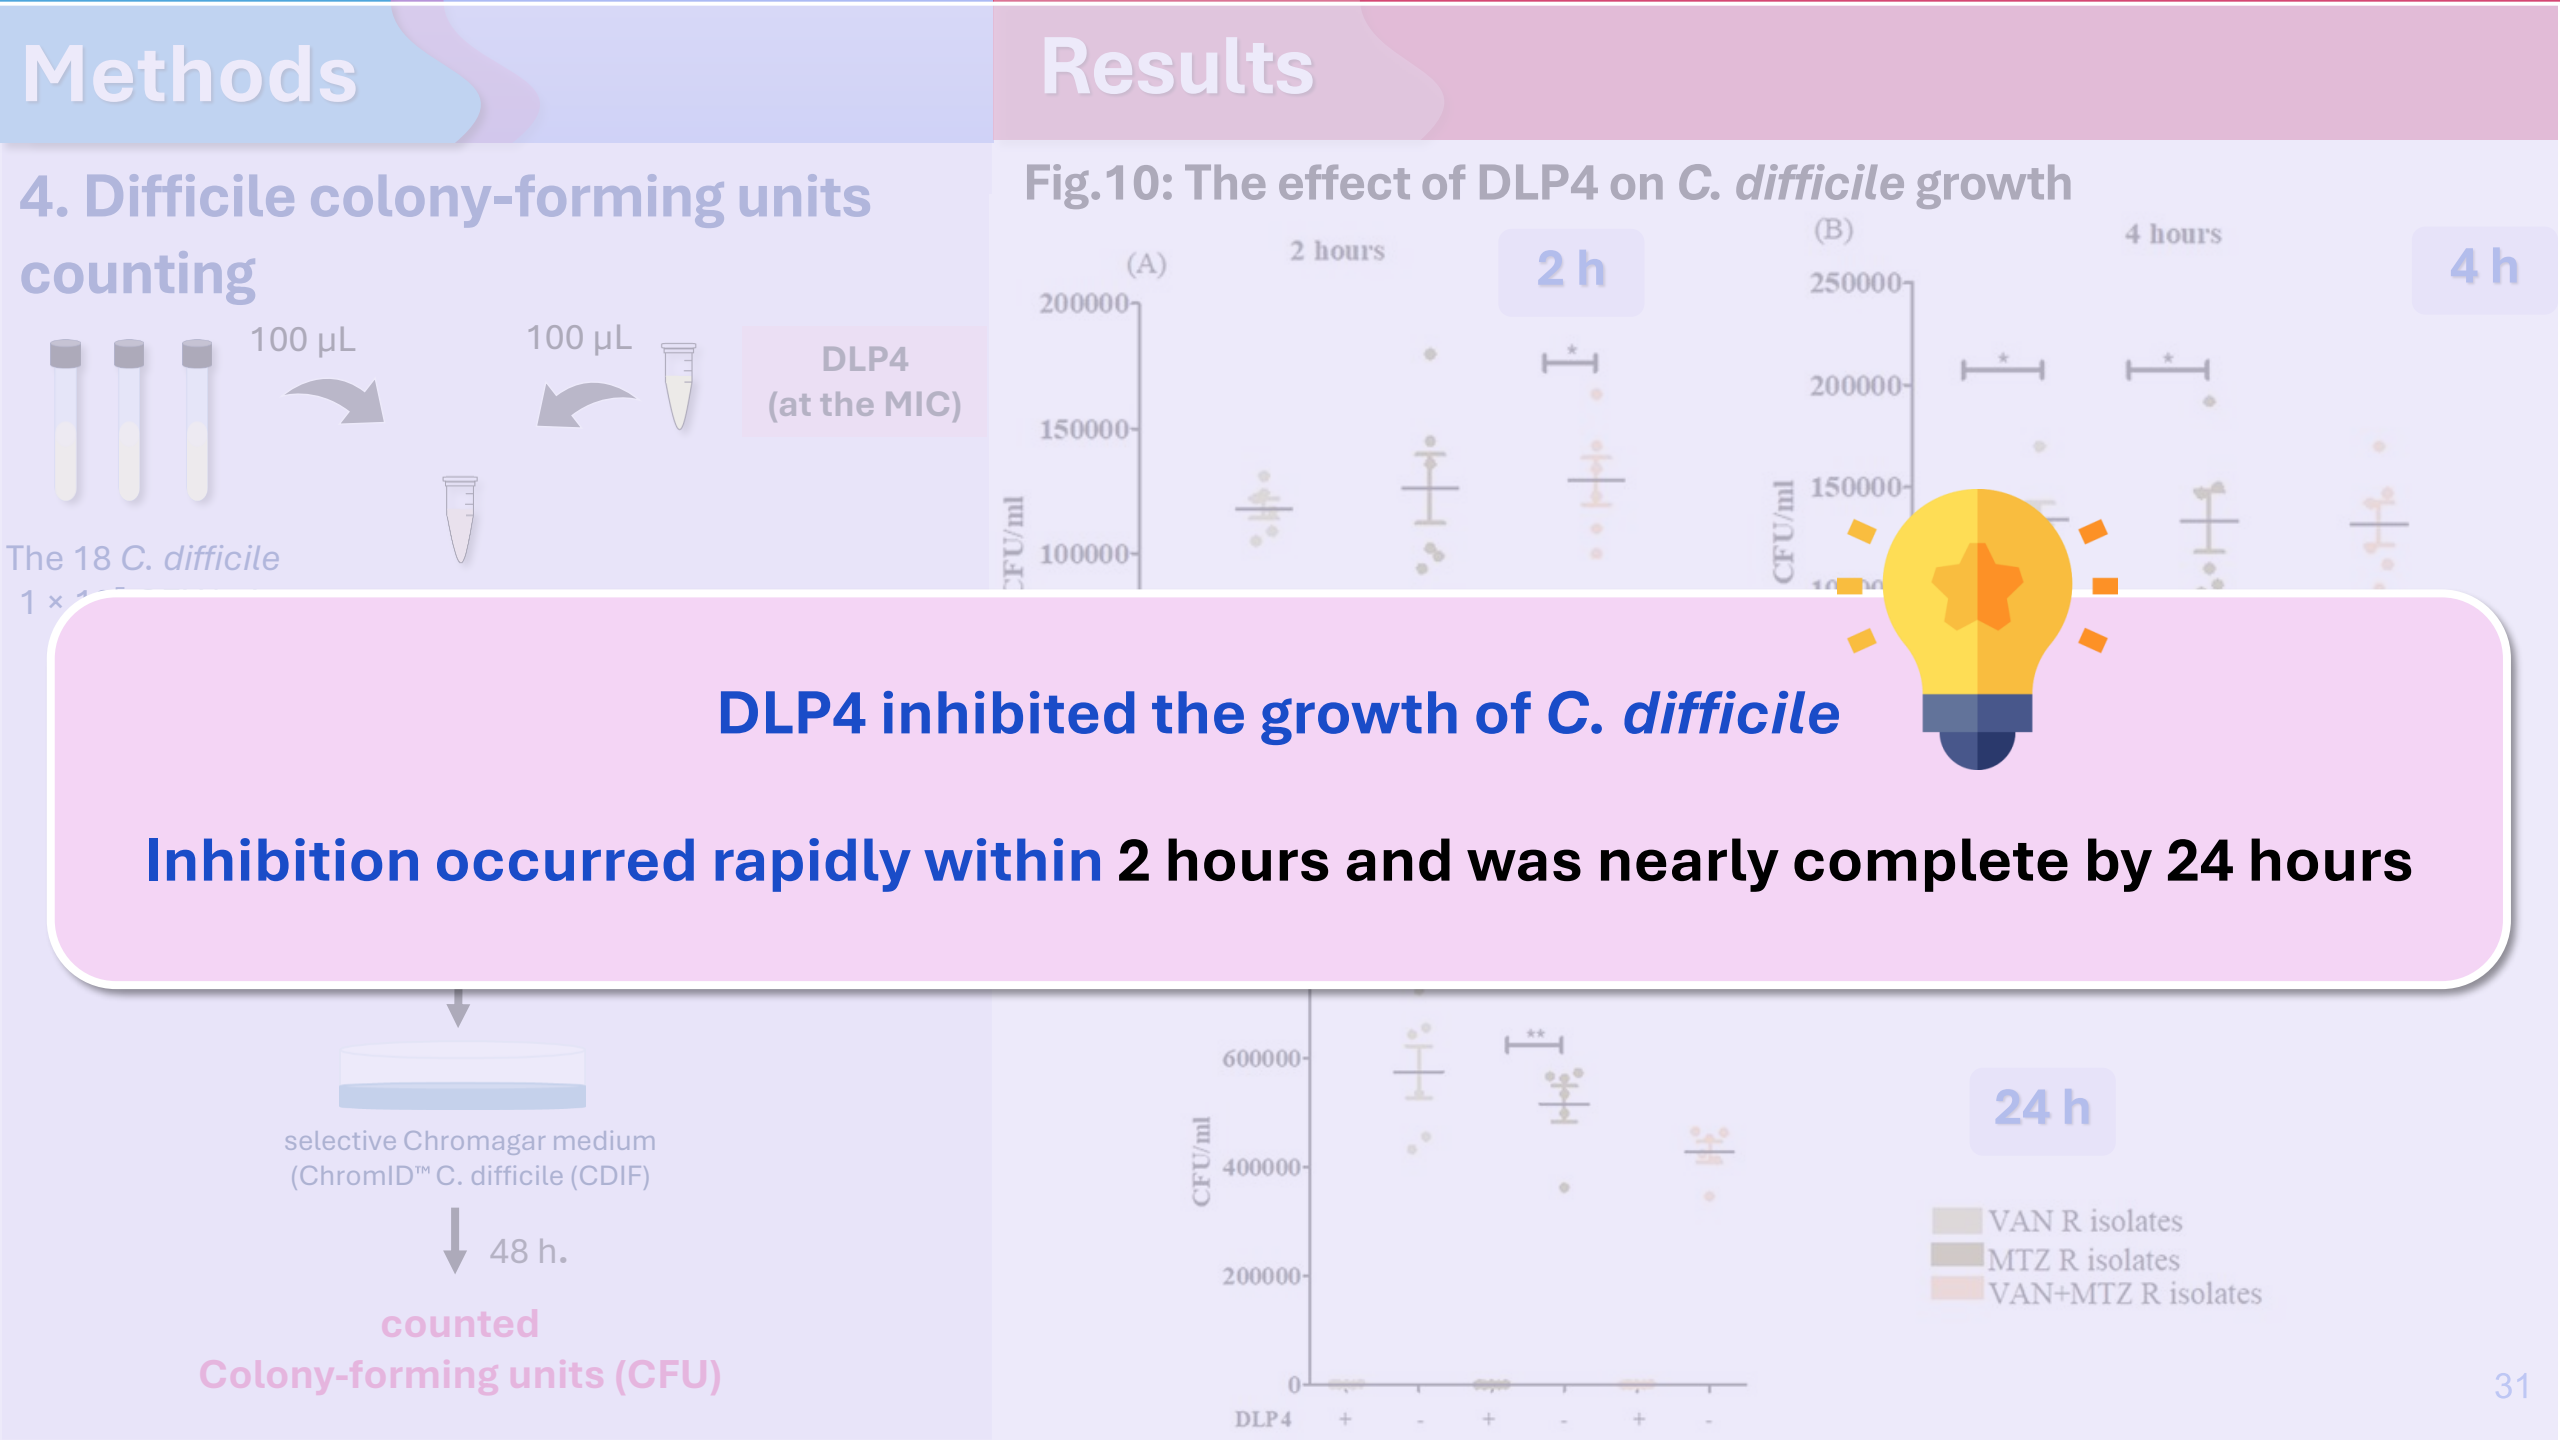 Methods
4. Difficile colony-forming units
counting
100 µL
100 µL
DLP4
(at the MIC)
The 18 C. difficile
1 ×
Results
Fig.10: The effect of DLP4 on C. difficile growth
(A)
2 hours
2 h
200000
150000
100000
CFU/ml
*
(B)
4 hours
4 h
250000
200000
150000
CFU/ml
*
*
DLP4 inhibited the growth of C. difficile
Inhibition occurred rapidly within 2 hours and was nearly complete by 24 hours
selective Chromagar medium
(ChromID™ C. difficile (CDIF)
48 h.
counted
Colony-forming units (CFU)
**
600000
400000
200000
0
CFU/ml
DLP4 + - + - + -
24 h
VAN R isolates
MTZ R isolates
VAN+MTZ R isolates
31